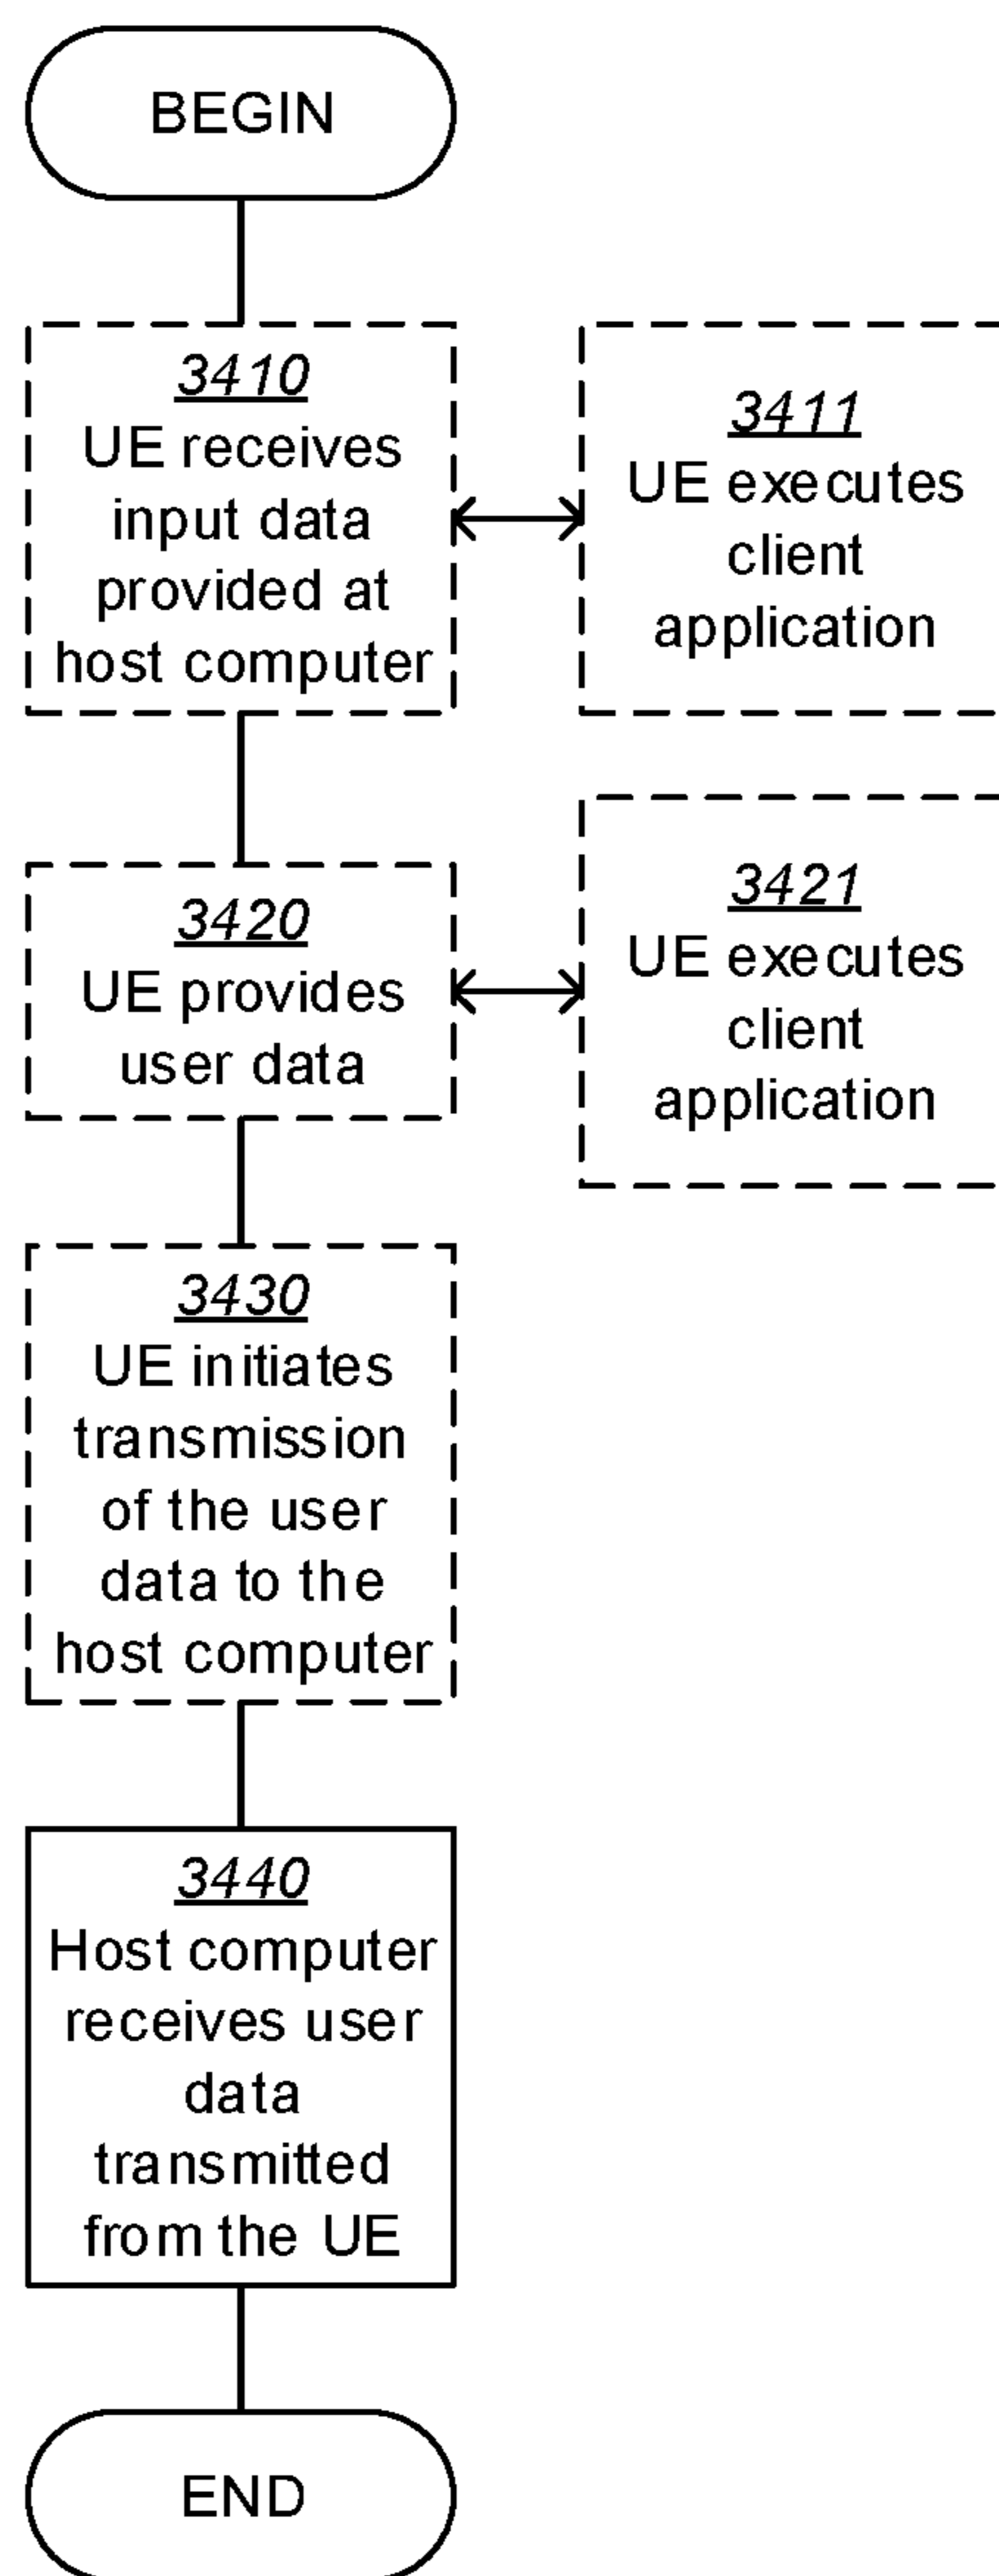 BEGIN
3410
UE receives
input data
provided at
host computer
3411
UE executes
client
application
3420
UE provides
user data
3421
UE executes
client
application
3430
UE initiates
transmission
of the user
data to the
host computer
3440
Host computer
receives user
data
transmitted
from the UE
END